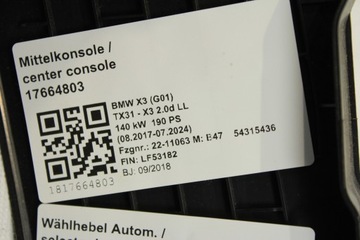 Mittelkonsole /
center console
17664803
BMW X3 (G01)
TX31 - X3 2.0d LL
140 kW 190 PS
(08.2017-07.2024)
Fzgnr.: 22-11063 M: B47 54315436
FIN: LF53182
BJ: 09/2018
1817664803
Wählhebel Autom. /